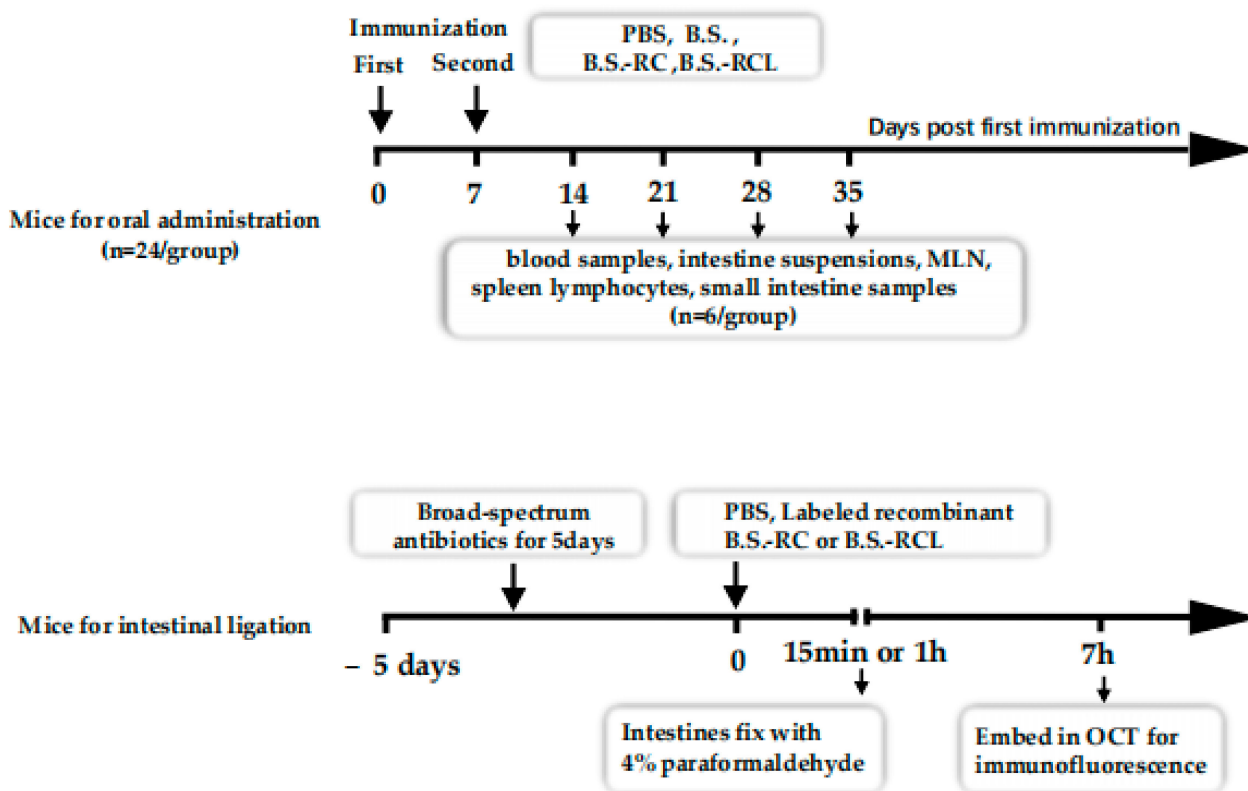 Immunization
First Second
PBS, B.S.,
B.S.-RC,B.S.-RCL
Days post first immunization
0 7 14 21 28 35
Mice for oral administration
(n=24/group)
blood samples, intestine suspensions, MLN,
spleen lymphocytes, small intestine samples
(n=6/group)
Broad-spectrum
antibiotics for 5days
PBS, Labeled recombinant
B.S.-RC or B.S.-RCL
Mice for intestinal ligation
– 5 days 0 15min or 1h 7h
Intestines fix with
4% paraformaldehyde
Embed in OCT for
immunofluorescence